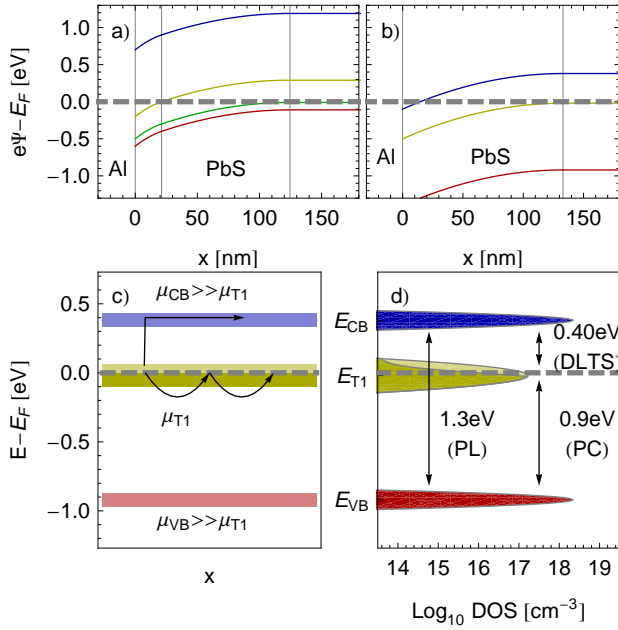 a)
b)
eΨ−E_F [eV]
1.0
0.5
0.0
−0.5
−1.0
Al
PbS
Al
PbS
0 50 100 150
0 50 100 150
x [nm]
x [nm]
c)
d)
E−E_F [eV]
0.5
0.0
−0.5
−1.0
μ_CB>>μ_T1
μ_T1
μ_VB>>μ_T1
x
E_CB
E_T1
E_VB
0.40eV
(DLTS)
1.3eV
(PL)
0.9eV
(PC)
14 15 16 17 18 19
Log₁₀ DOS [cm⁻³]